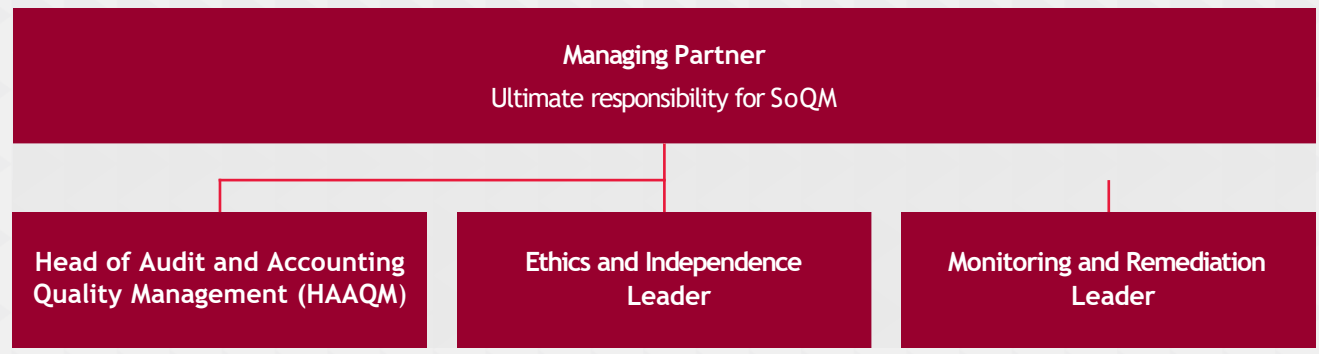 Managing Partner
Ultimate responsibility for SoQM
Head of Audit and Accounting
Quality Management (HAAQM)
Ethics and Independence
Leader
Monitoring and Remediation
Leader